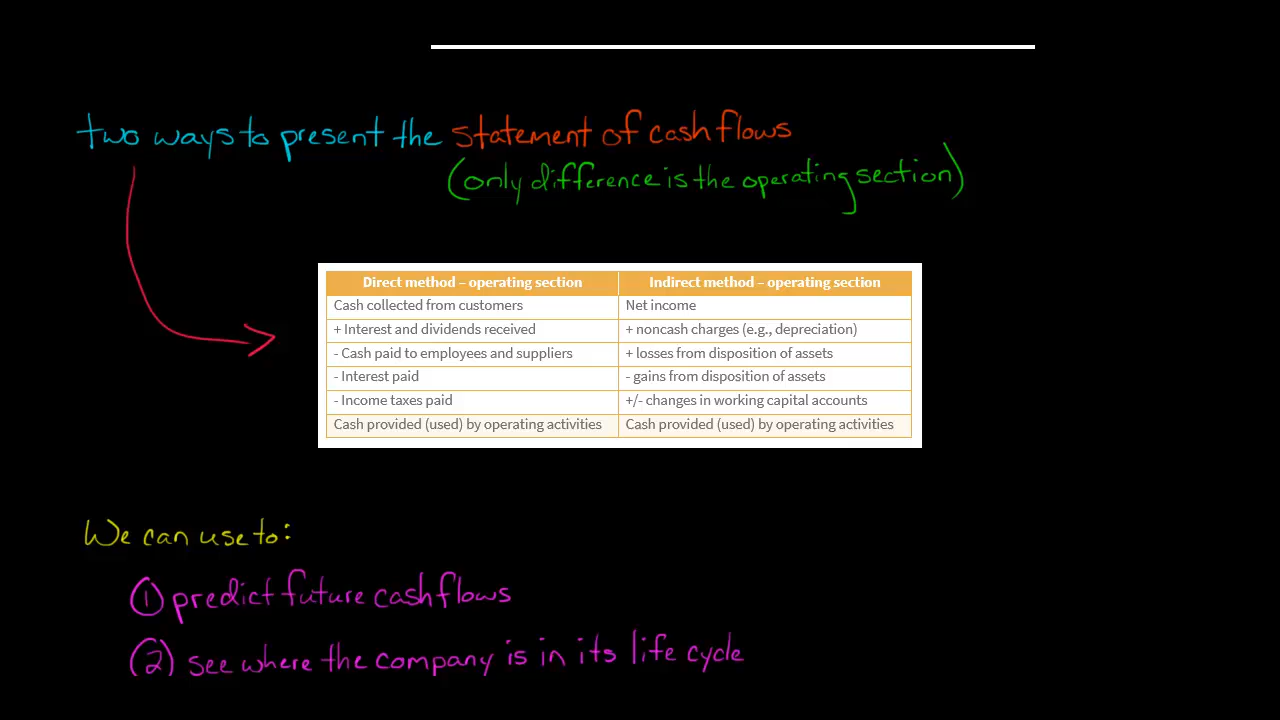 two ways to present the statement of cash flows
(only difference is the operating section)
Direct method – operating section Indirect method – operating section
Cash collected from customers Net income
+ Interest and dividends received + noncash charges (e.g., depreciation)
- Cash paid to employees and suppliers + losses from disposition of assets
- Interest paid - gains from disposition of assets
- Income taxes paid +/- changes in working capital accounts
Cash provided (used) by operating activities Cash provided (used) by operating activities
We can use to:
① predict future cash flows
② see where the company is in its life cycle